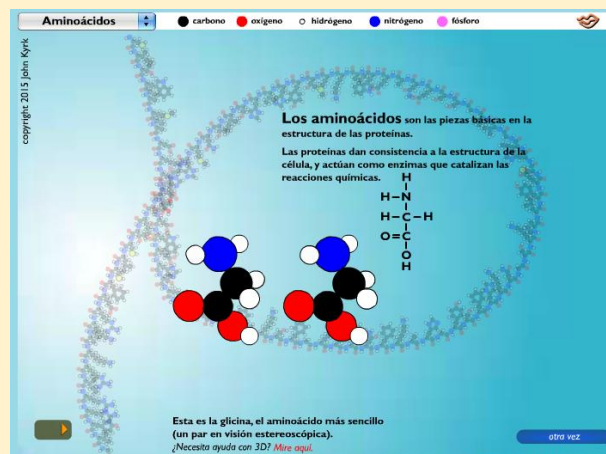 Aminoácidos
carbono oxígeno hidrógeno nitrógeno fósforo
copyright 2015 John Kyrk
Los aminoácidos son las piezas básicas en la
estructura de las proteínas.
Las proteínas dan consistencia a la estructura de la
célula, y actúan como enzimas que catalizan las
reacciones químicas.
H
H–N
H–C–H
O=C
O
H
Esta es la glicina, el aminoácido más sencillo
(un par en visión estereoscópica).
¿Necesita ayuda con 3D? Mire aquí.
otra vez